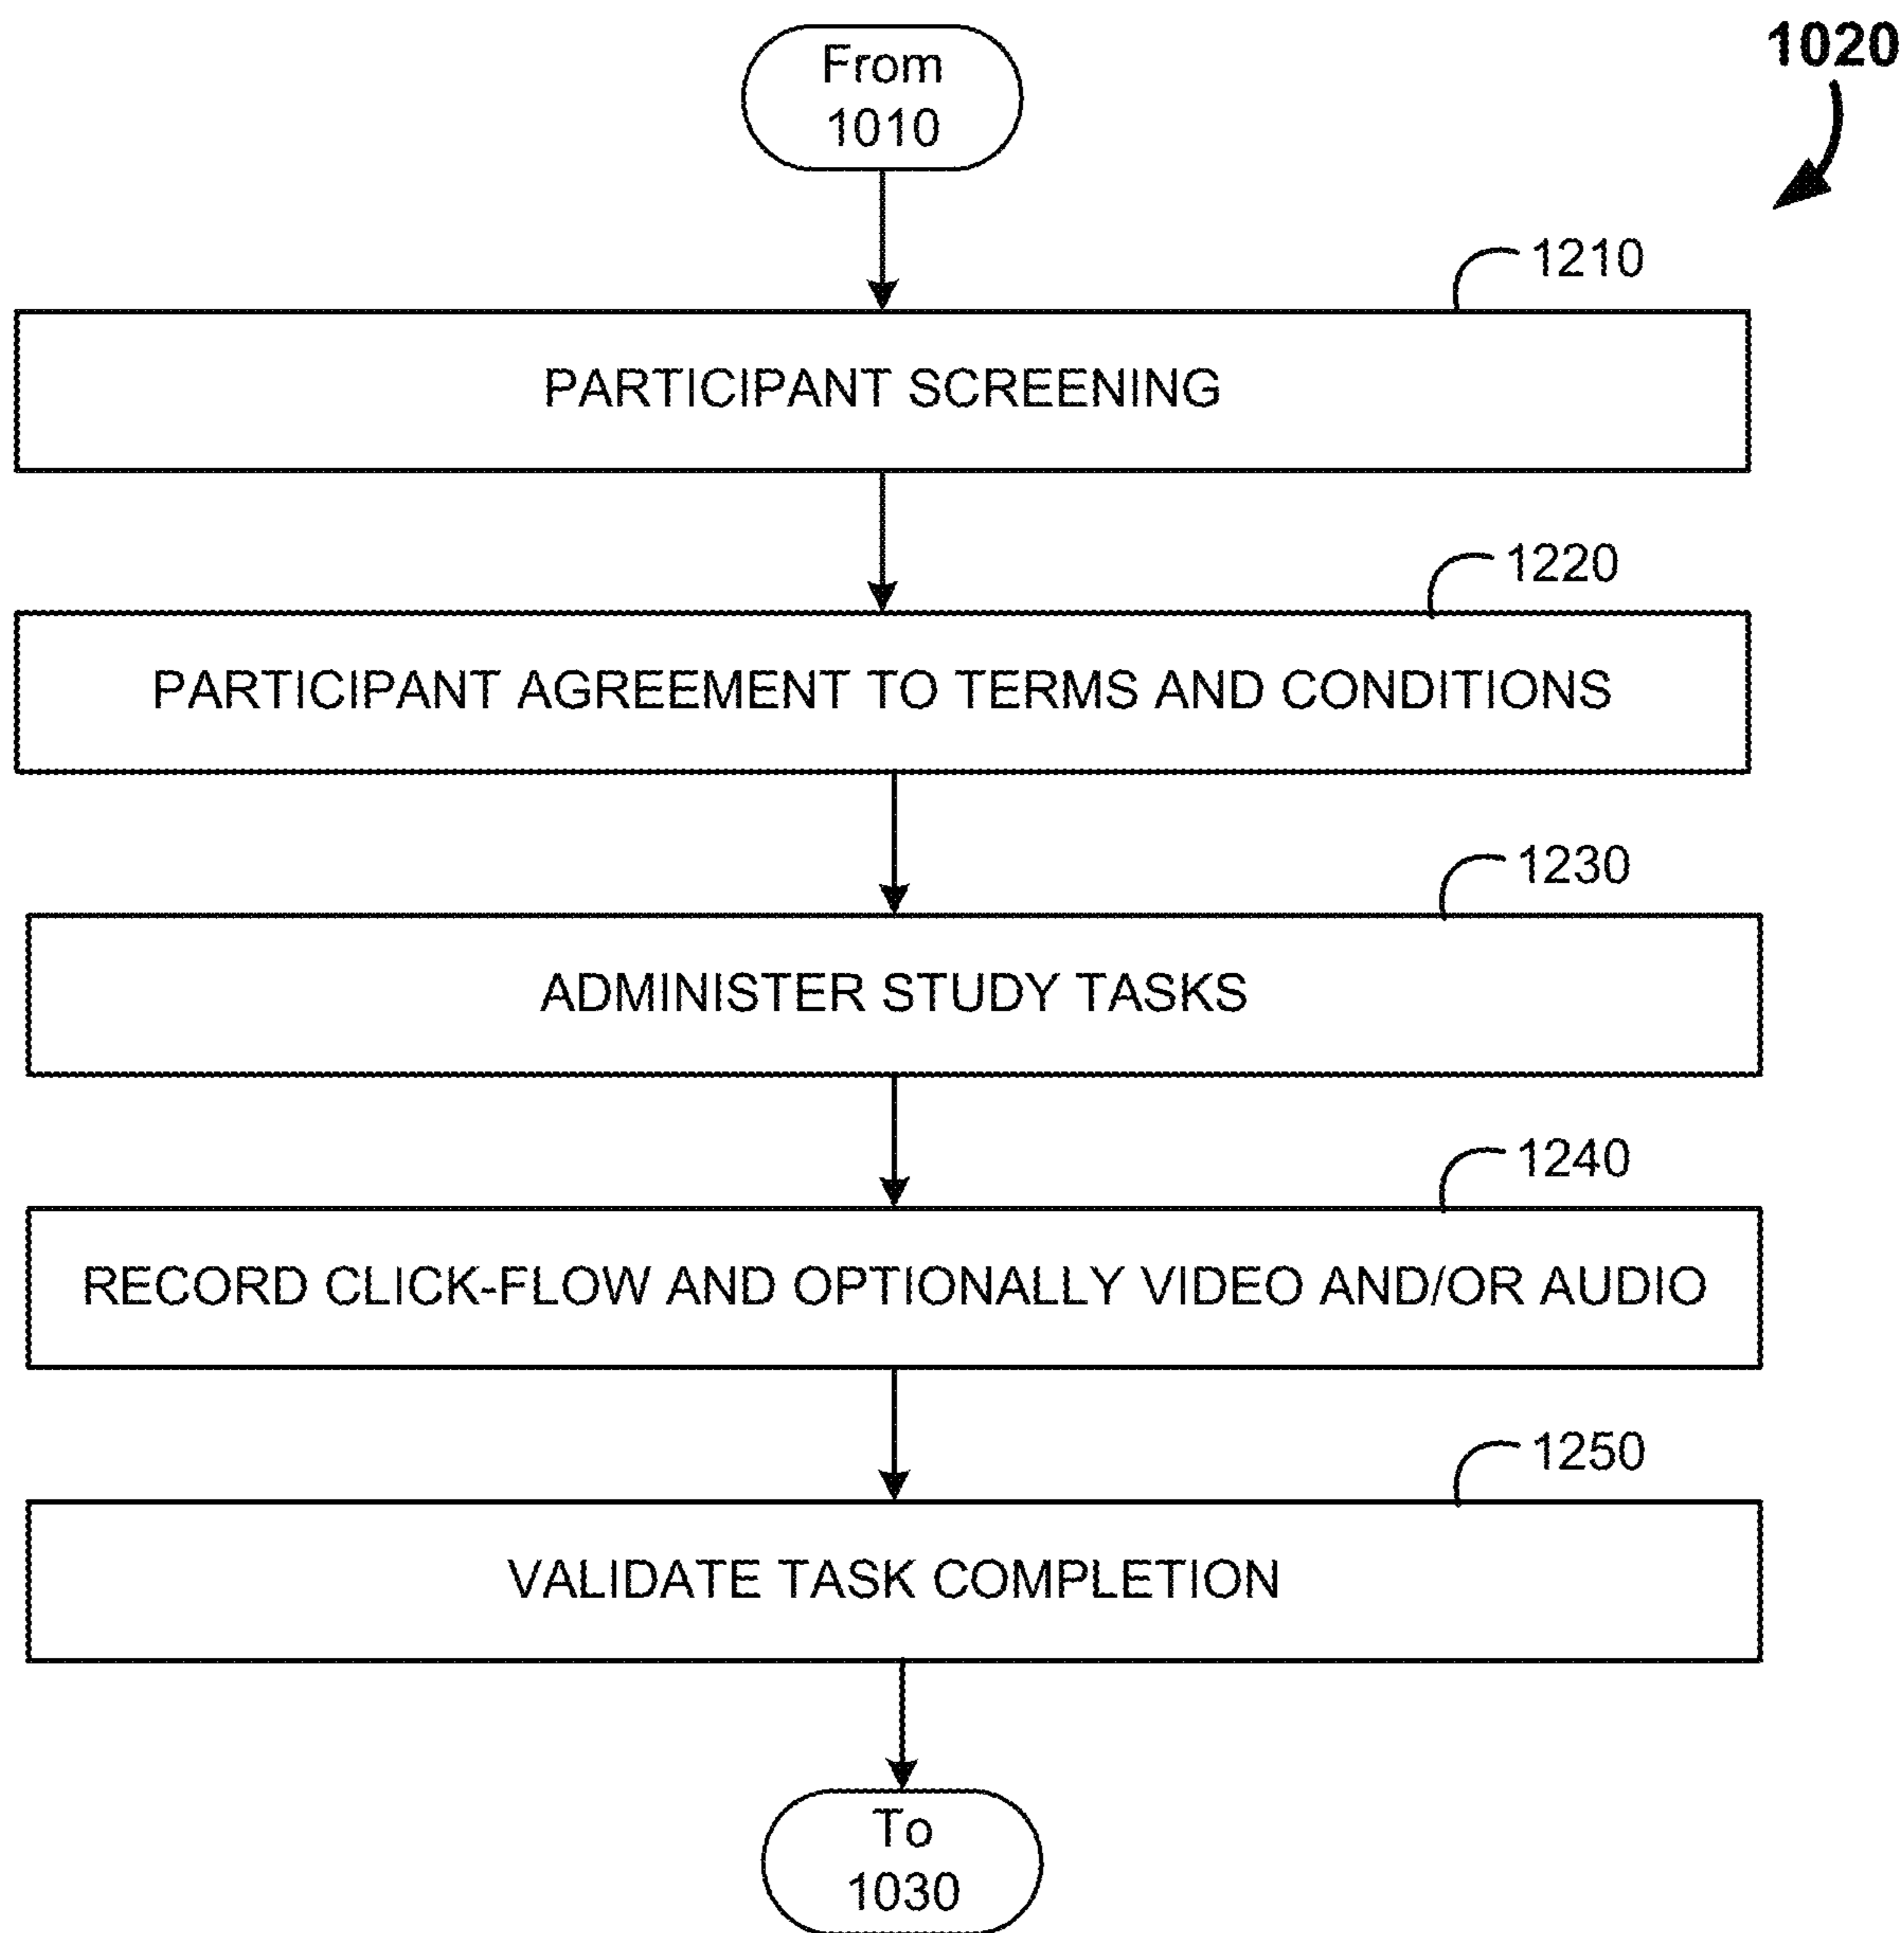 1020
From
1010
1210
PARTICIPANT SCREENING
1220
PARTICIPANT AGREEMENT TO TERMS AND CONDITIONS
1230
ADMINISTER STUDY TASKS
1240
RECORD CLICK-FLOW AND OPTIONALLY VIDEO AND/OR AUDIO
1250
VALIDATE TASK COMPLETION
To
1030